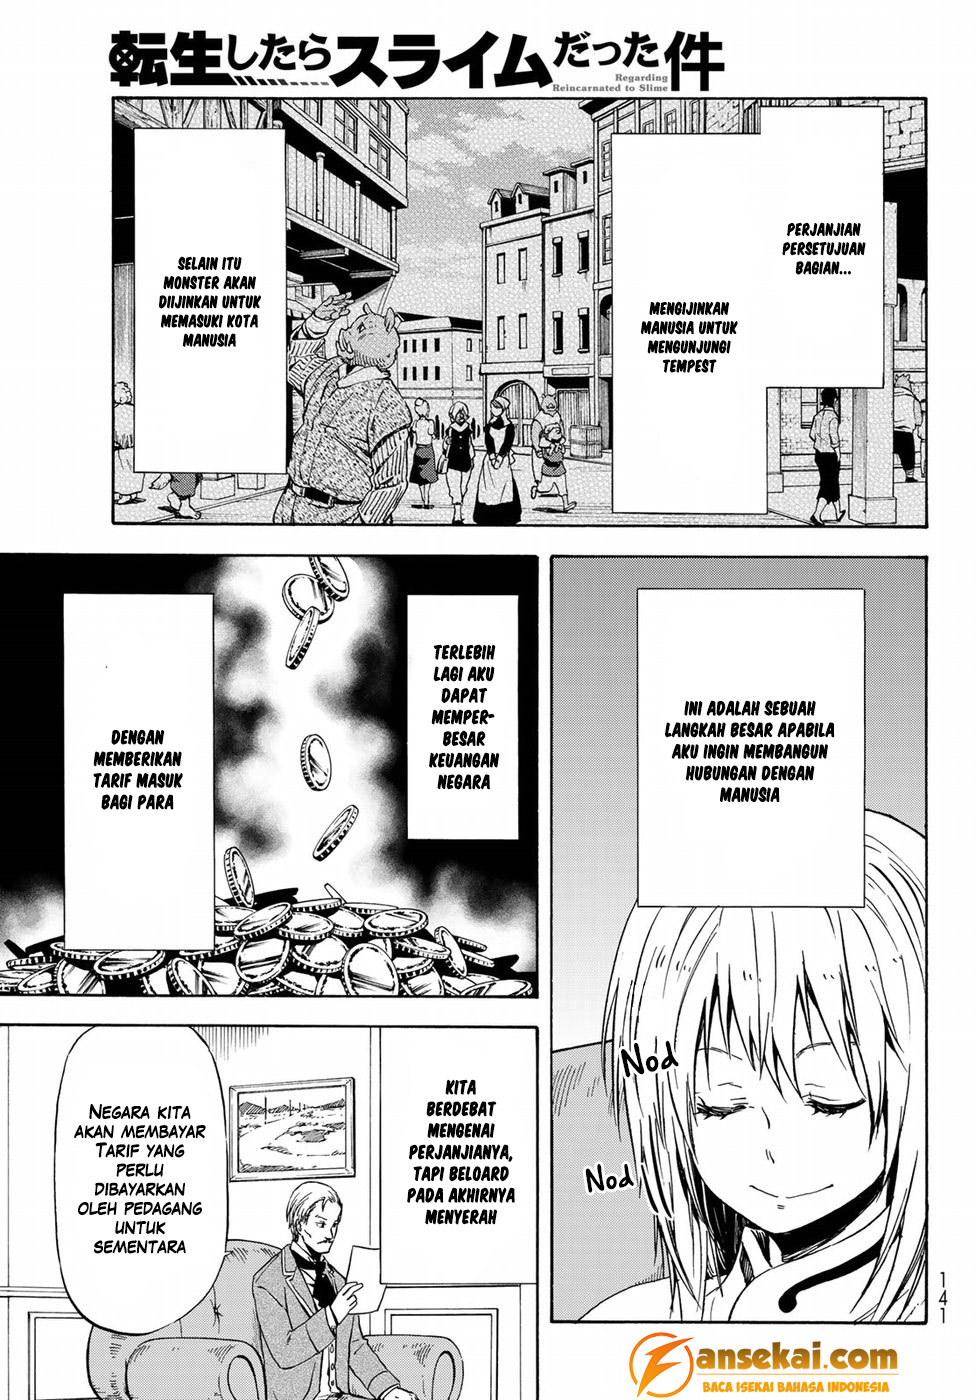 転生したらスライムだった件
Regarding
Reincarnated to Slime
PERJANJIAN
PERSETUJUAN
BAGIAN...
MENGIJINKAN
MANUSIA UNTUK
MENGUNJUNGI
TEMPEST
SELAIN ITU
MONSTER AKAN
DIIJINKAN UNTUK
MEMASUKI KOTA
MANUSIA
INI ADALAH SEBUAH
LANGKAH BESAR APABILA
AKU INGIN MEMBANGUN
HUBUNGAN DENGAN
MANUSIA
Nod
Nod
TERLEBIH
LAGI AKU
DAPAT
MEMPER-
BESAR
KEUANGAN
NEGARA
DENGAN
MEMBERIKAN
TARIF MASUK
BAGI PARA
KITA
BERDEBAT
MENGENAI
PERJANJIANYA,
TAPI BELOARD
PADA AKHIRNYA
MENYERAH
NEGARA KITA
AKAN MEMBAYAR
TARIF YANG
PERLU
DIBAYARKAN
OLEH PEDAGANG
UNTUK
SEMENTARA
141
ansekai.com
BACA ISEKAI BAHASA INDONESIA